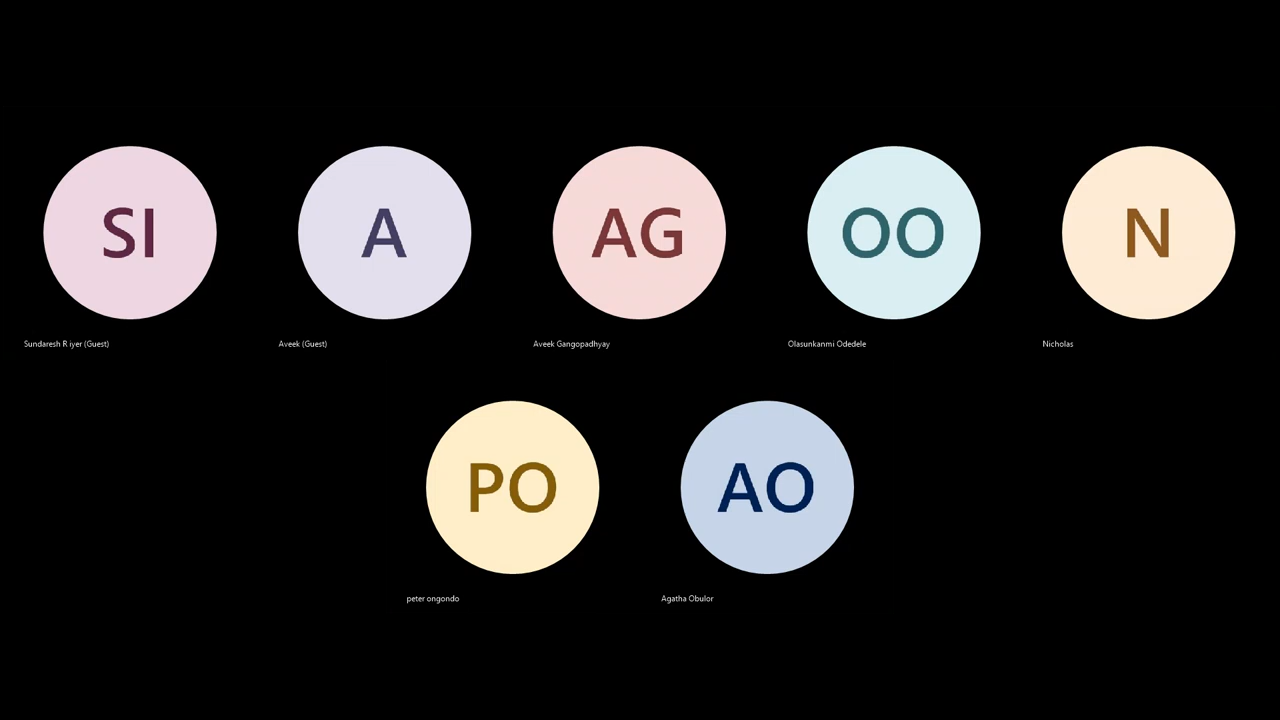 SI
A
AG
OO
N
Sundaresh R iyer (Guest)
Aveek (Guest)
Aveek Gangopadhyay
Olasunkanmi Odedele
Nicholas
PO
AO
peter ongondo
Agatha Obulor